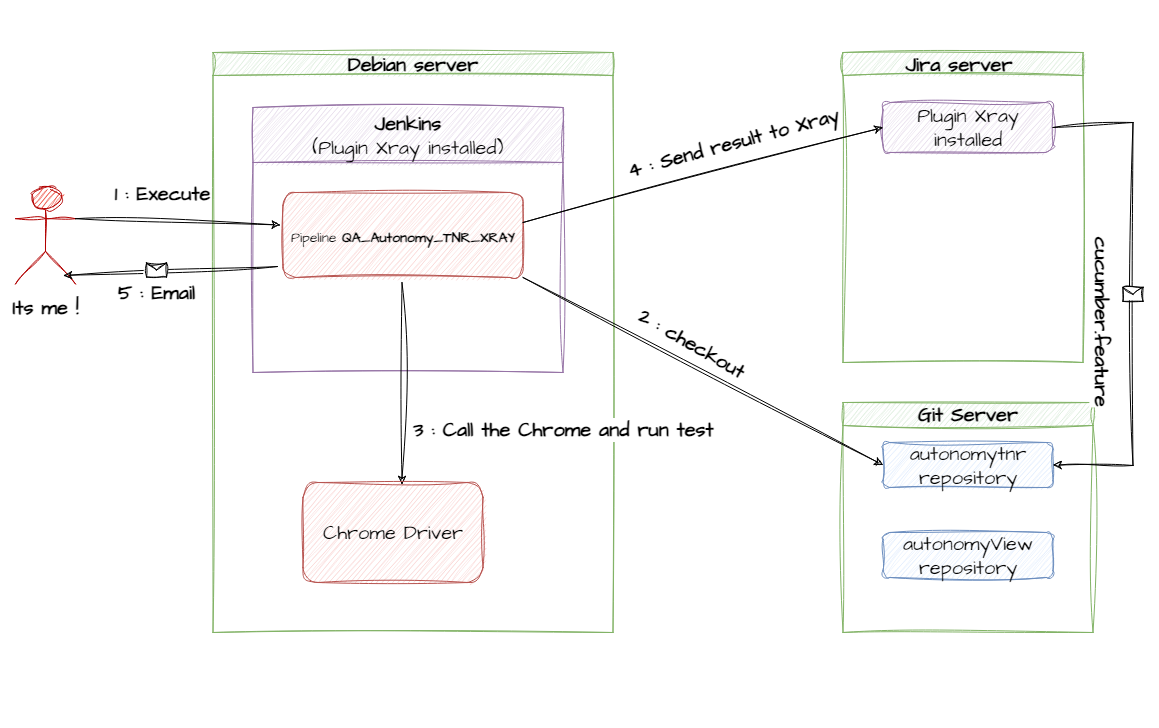 Debian server
Jira server
Jenkins
(Plugin Xray installed)
Plugin Xray
installed
4 : Send result to Xray
1 : Execute
Pipeline QA_Autonomy_TNR_XRAY
5 : Email
Its me !
2 : checkout
cucumber.feature
Git Server
3 : Call the Chrome and run test
autonomytnr
repository
Chrome Driver
autonomyView
repository